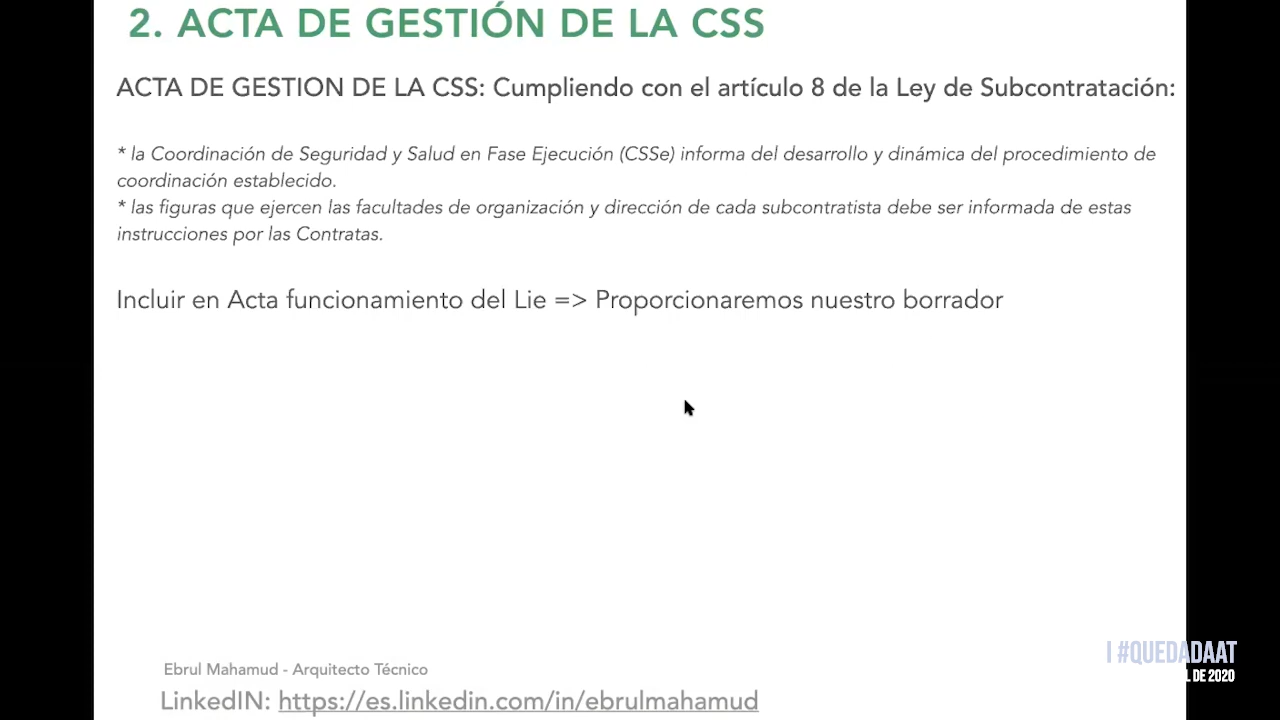 2. ACTA DE GESTIÓN DE LA CSS
ACTA DE GESTION DE LA CSS: Cumpliendo con el artículo 8 de la Ley de Subcontratación:
* la Coordinación de Seguridad y Salud en Fase Ejecución (CSSe) informa del desarrollo y dinámica del procedimiento de
coordinación establecido.
* las figuras que ejercen las facultades de organización y dirección de cada subcontratista debe ser informada de estas
instrucciones por las Contratas.
Incluir en Acta funcionamiento del Lie => Proporcionaremos nuestro borrador
Ebrul Mahamud - Arquitecto Técnico
LinkedIN: https://es.linkedin.com/in/ebrulmahamud
I #QUEDADAAT
L DE 2020